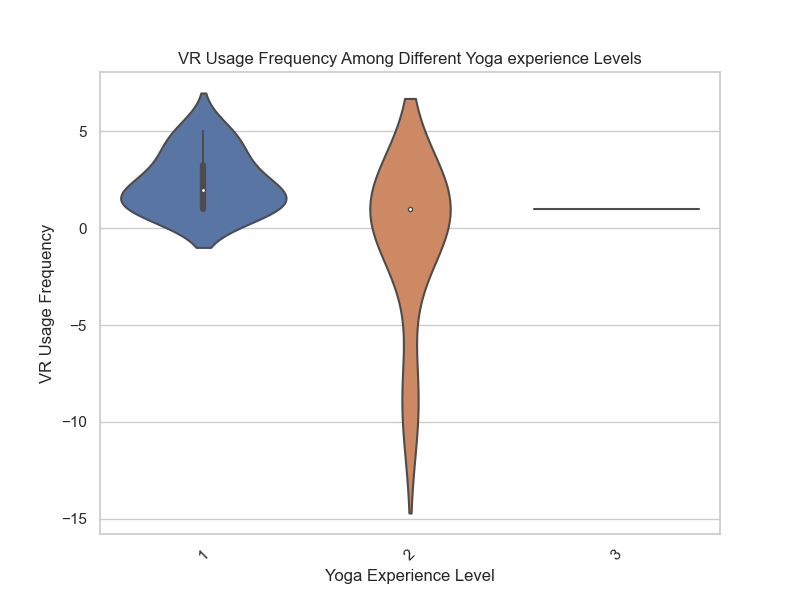 VR Usage Frequency Among Different Yoga experience Levels
VR Usage Frequency
5
0
−5
−10
−15
1
2
3
Yoga Experience Level